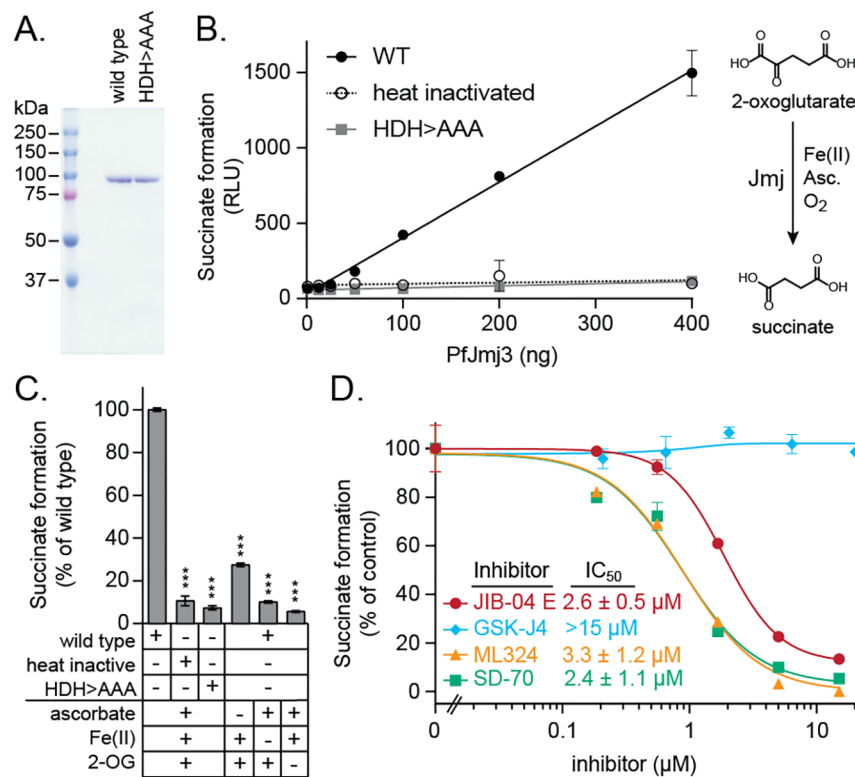 A.
wild type
HDH>AAA
kDa
250
150
100
75
50
37
B.
Succinate formation
(RLU)
1500
1000
500
0
WT
heat inactivated
HDH>AAA
0
100
200
300
400
PfJmj3 (ng)
HO
O
O
O
OH
2-oxoglutarate
Jmj
Fe(II)
Asc.
O2
HO
O
O
OH
succinate
C.
Succinate formation
(% of wild type)
100
80
60
40
20
0
***
***
***
***
***
wild type + - - +
heat inactive - + - -
HDH>AAA - - + -
ascorbate + - + +
Fe(II) + + - +
2-OG + + + -
D.
Succinate formation
(% of control)
100
80
60
40
20
0
Inhibitor IC50
JIB-04 E 2.6 ± 0.5 µM
GSK-J4 >15 µM
ML324 3.3 ± 1.2 µM
SD-70 2.4 ± 1.1 µM
0
0.1
1
10
inhibitor (µM)